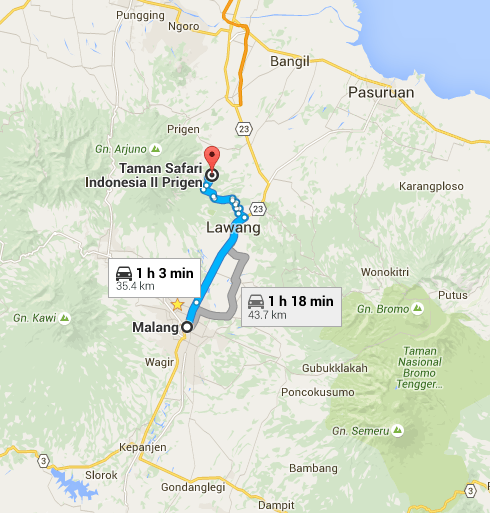 Pungging
Ngoro
Bangil
Pasuruan
23
Prigen
Gn. Arjuno
Taman Safari
Indonesia II Prigen
Karangploso
23
Lawang
1 h 3 min
35.4 km
Wonokitri
Putus
1 h 18 min
43.7 km
Gn. Bromo
Gn. Kawi
Malang
Taman
Nasional
Bromo
Tengger...
Wagir
Gubukklakah
Poncokusumo
Gn. Semeru
Kepanjen
3
Slorok
Bambang
Gondanglegi
3
Dampit